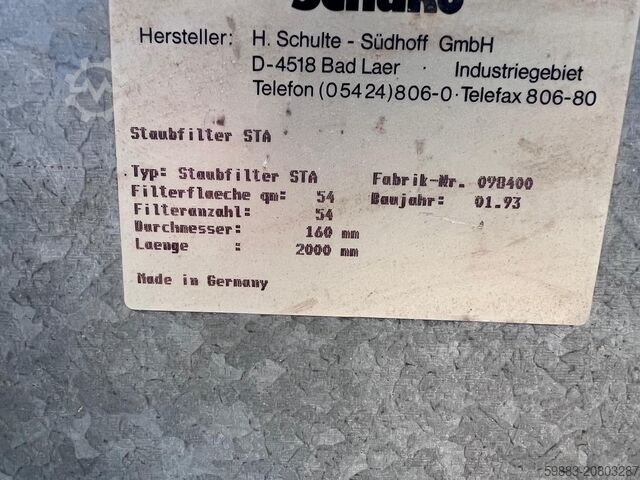 Schuko
Hersteller: H. Schulte - Südhoff GmbH
D-4518 Bad Laer · Industriegebiet
Telefon (05424) 806-0 · Telefax 806-80
Staubfilter STA
Typ: Staubfilter STA Fabrik-Nr. 098400
Filterflaeche qm: 54 Baujahr: 01.93
Filteranzahl: 54
Durchmesser: 160 mm
Laenge : 2000 mm
Made in Germany
59883-20803287